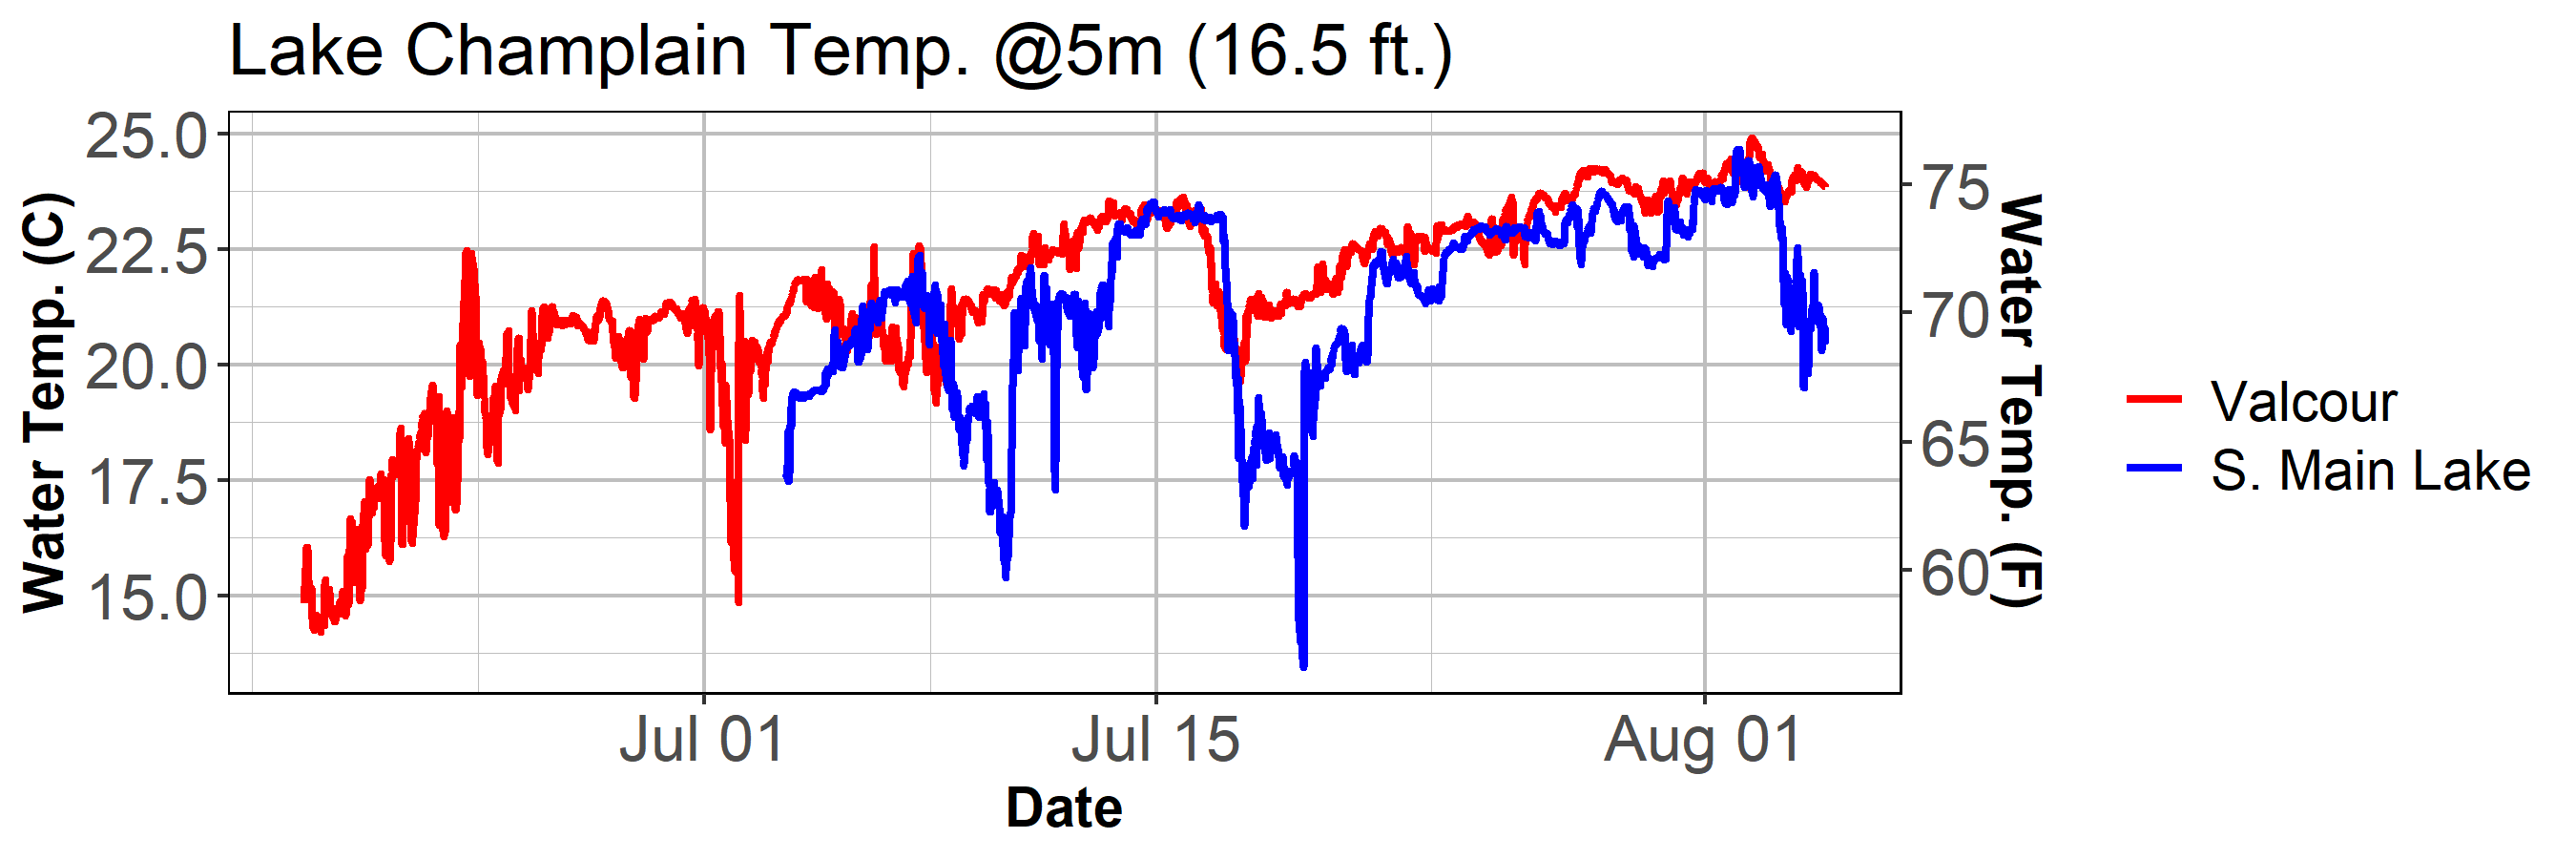 Lake Champlain Temp. @5m (16.5 ft.)
Water Temp. (C)
25.0
22.5
20.0
17.5
15.0
75
70
65
60
Water Temp. (F)
Jul 01
Jul 15
Aug 01
Date
Valcour
S. Main Lake